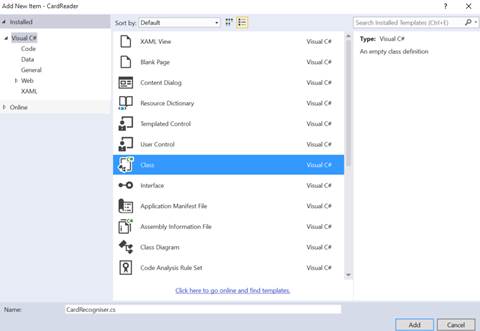 Add New Item - CardReader
Installed
Visual C#
Code
Data
General
Web
XAML
Online
Sort by: Default
XAML View Visual C#
Blank Page Visual C#
Content Dialog Visual C#
Resource Dictionary Visual C#
Templated Control Visual C#
User Control Visual C#
Class Visual C#
Interface Visual C#
Application Manifest File Visual C#
Assembly Information File Visual C#
Class Diagram Visual C#
Code Analysis Rule Set Visual C#
Click here to go online and find templates.
Search Installed Templates (Ctrl+E)
Type: Visual C#
An empty class definition
Name: CardRecogniser.cs
Add Cancel